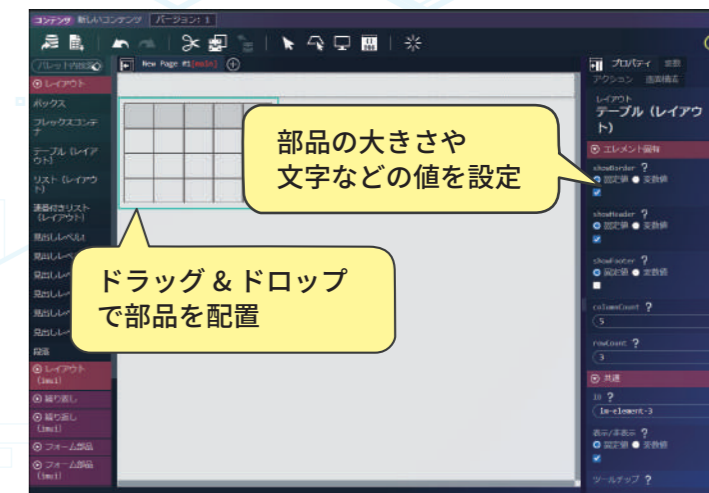 コンテンツ 新しいコンテンツ バージョン: 1
New Page #1[main]
レイアウト
ボックス
フレックスコンテナ
テーブル (レイアウト)
リスト (レイアウト)
連番付きリスト
(レイアウト)
見出しレベル1
段落
レイアウト
(imui)
繰り返し
繰り返し
(imui)
フォーム部品
フォーム部品
(imui)
部品の大きさや
文字などの値を設定
ドラッグ & ドロップ
で部品を配置
プロパティ 変数
アクション 画面構造
レイアウト
テーブル (レイアウト)
エレメント固有
showBorder ?
固定値 変数値
showHeader ?
固定値 変数値
showFooter ?
固定値 変数値
columnCount ?
5
rowCount ?
3
共通
ID ?
im-element-3
表示/非表示 ?
固定値 変数値
ツールチップ ?